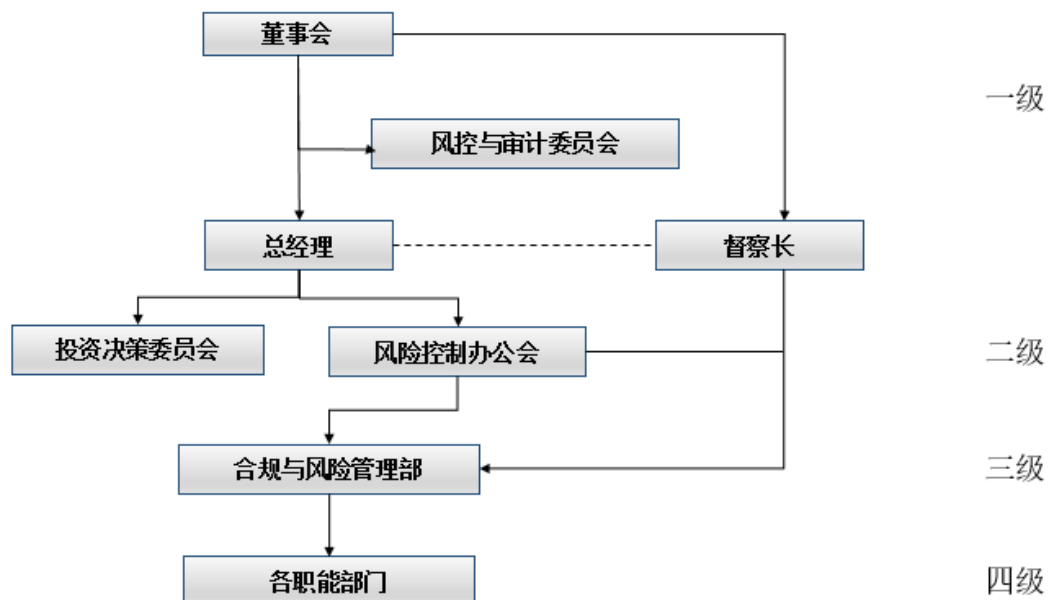 董事会
一级
风控与审计委员会
总经理
督察长
投资决策委员会
风险控制办公会
二级
合规与风险管理部
三级
各职能部门
四级